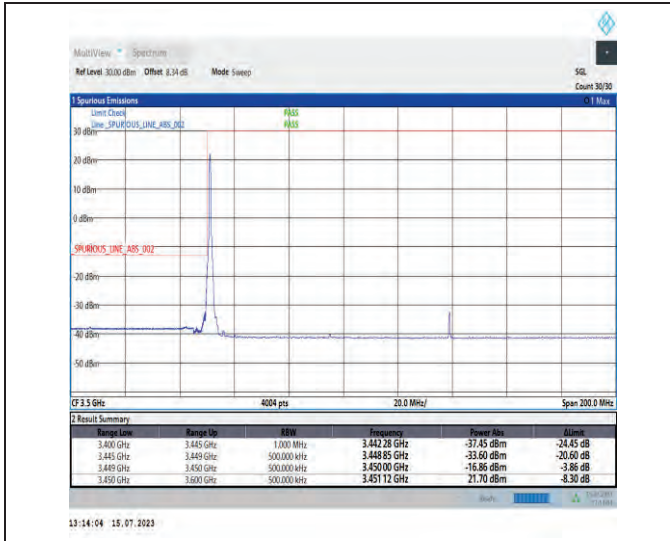 MultiView Spectrum
Ref Level 30.00 dBm Offset 8.34 dB Mode Sweep SGL
Count 30/30
1 Spurious Emissions 1 Max
Limit Check PASS
Line _SPURIOUS_LINE_ABS_002 PASS
30 dBm
20 dBm
10 dBm
0 dBm
_SPURIOUS_LINE_ABS_002
-20 dBm
-30 dBm
-40 dBm
-50 dBm
CF 3.5 GHz 4004 pts 20.0 MHz/ Span 200.0 MHz
2 Result Summary
Range Low Range Up RBW Frequency Power Abs ΔLimit
3.400 GHz 3.445 GHz 1.000 MHz 3.442 28 GHz -37.45 dBm -24.45 dB
3.445 GHz 3.449 GHz 500.000 kHz 3.448 85 GHz -33.60 dBm -20.60 dB
3.449 GHz 3.450 GHz 500.000 kHz 3.450 00 GHz -16.86 dBm -3.86 dB
3.450 GHz 3.600 GHz 500.000 kHz 3.451 12 GHz 21.70 dBm -8.30 dB
13:14:04 15.07.2023